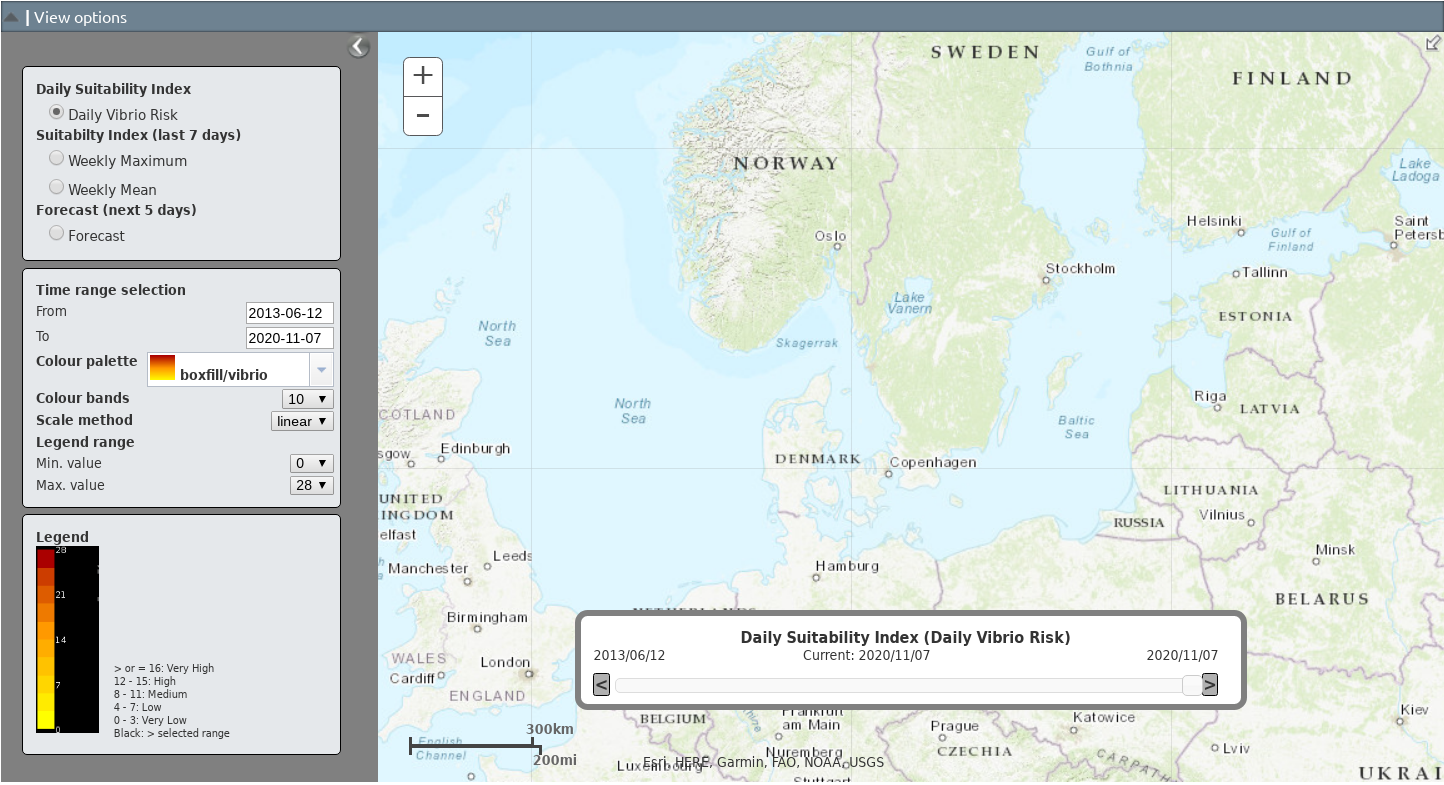 View options
Daily Suitability Index
Daily Vibrio Risk
Suitabilty Index (last 7 days)
Weekly Maximum
Weekly Mean
Forecast (next 5 days)
Forecast
Time range selection
From 2013-06-12
To 2020-11-07
Colour palette boxfill/vibrio
Colour bands 10
Scale method linear
Legend range
Min. value 0
Max. value 28
Legend
28
21
14
7
0
> or = 16: Very High
12 - 15: High
8 - 11: Medium
4 - 7: Low
0 - 3: Very Low
Black: > selected range
+
-
SWEDEN
Gulf of
Bothnia
FINLAND
NORWAY
Lake
Ladoga
Oslo
Helsinki
Gulf of
Finland
Saint
Petersb
Stockholm
Tallinn
Lake
Vanern
ESTONIA
North
Sea
Skagerrak
North
Sea
Riga
LATVIA
COTLAND
Baltic
Sea
sgow
Edinburgh
DENMARK
Copenhagen
UNITED
INGDOM
LITHUANIA
Vilnius
RUSSIA
elfast
Leeds
Manchester
Hamburg
Minsk
BELARUS
Birmingham
NETHERLANDS
WALES
London
Cardiff
ENGLAND
Daily Suitability Index (Daily Vibrio Risk)
2013/06/12 Current: 2020/11/07 2020/11/07
< >
BELGIUM
Frankfurt
am Main
Katowice
Kiev
Prague
CZECHIA
Lviv
English
Channel
300km
200mi
Nuremberg
Luxembourg
Esri, HERE, Garmin, FAO, NOAA, USGS
CARPATH
Stuttgart
UKRAI